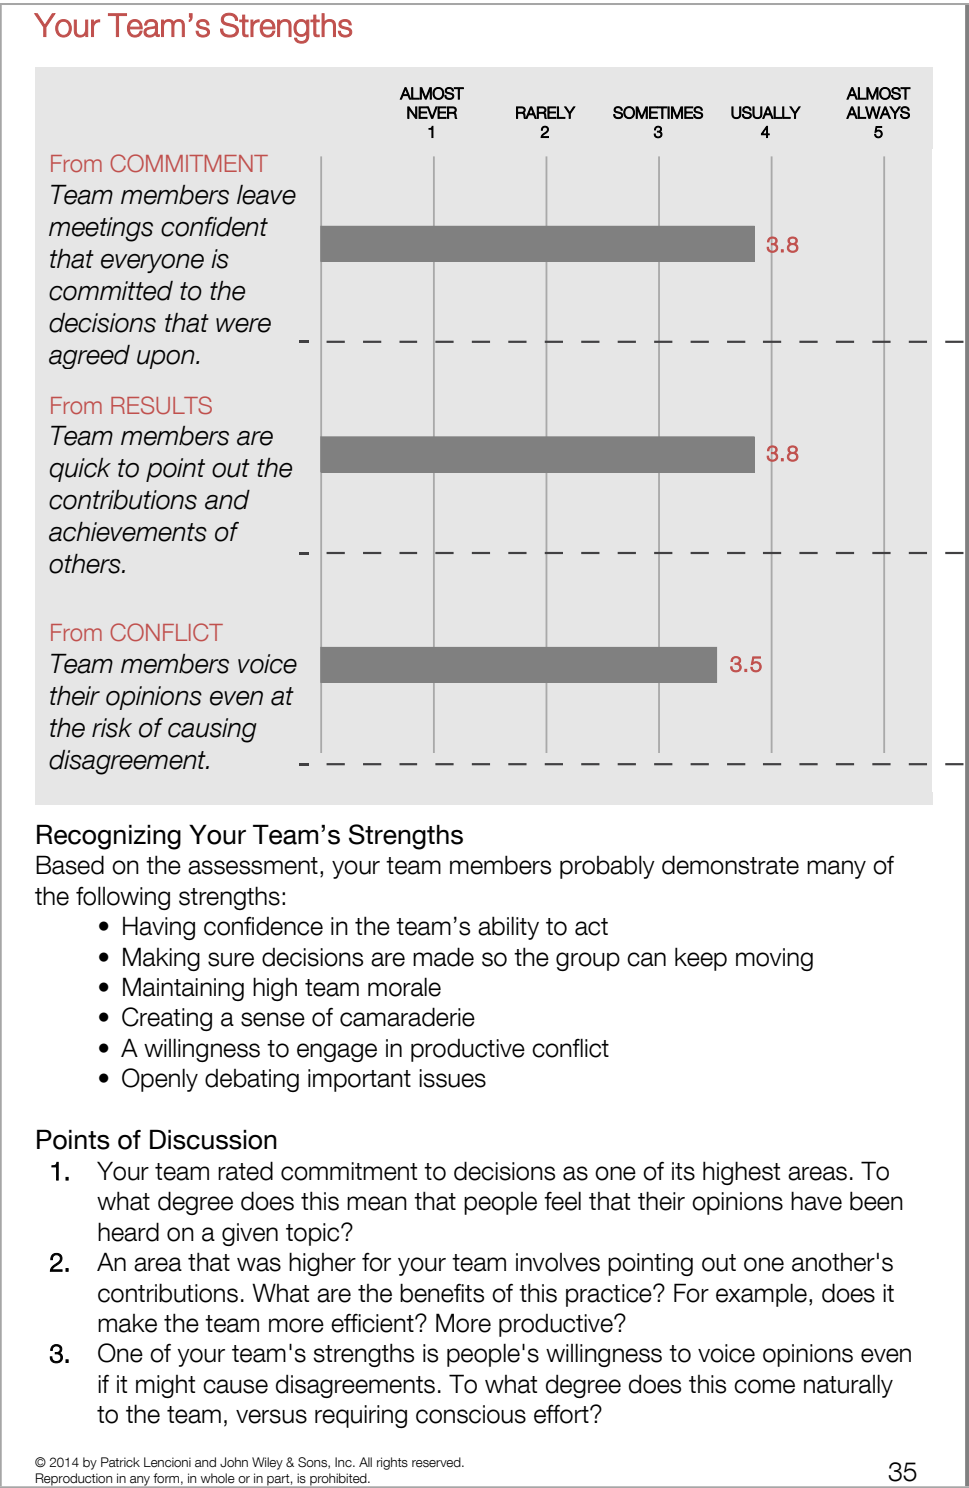 Your Team's Strengths
ALMOST NEVER 1
RARELY 2
SOMETIMES 3
USUALLY 4
ALMOST ALWAYS 5
From COMMITMENT
Team members leave
meetings confident
that everyone is
committed to the
decisions that were
agreed upon.
3.8
From RESULTS
Team members are
quick to point out the
contributions and
achievements of
others.
3.8
From CONFLICT
Team members voice
their opinions even at
the risk of causing
disagreement.
3.5
Recognizing Your Team's Strengths
Based on the assessment, your team members probably demonstrate many of
the following strengths:
• Having confidence in the team's ability to act
• Making sure decisions are made so the group can keep moving
• Maintaining high team morale
• Creating a sense of camaraderie
• A willingness to engage in productive conflict
• Openly debating important issues
Points of Discussion
1. Your team rated commitment to decisions as one of its highest areas. To
what degree does this mean that people feel that their opinions have been
heard on a given topic?
2. An area that was higher for your team involves pointing out one another's
contributions. What are the benefits of this practice? For example, does it
make the team more efficient? More productive?
3. One of your team's strengths is people's willingness to voice opinions even
if it might cause disagreements. To what degree does this come naturally
to the team, versus requiring conscious effort?
© 2014 by Patrick Lencioni and John Wiley & Sons, Inc. All rights reserved.
Reproduction in any form, in whole or in part, is prohibited.
35